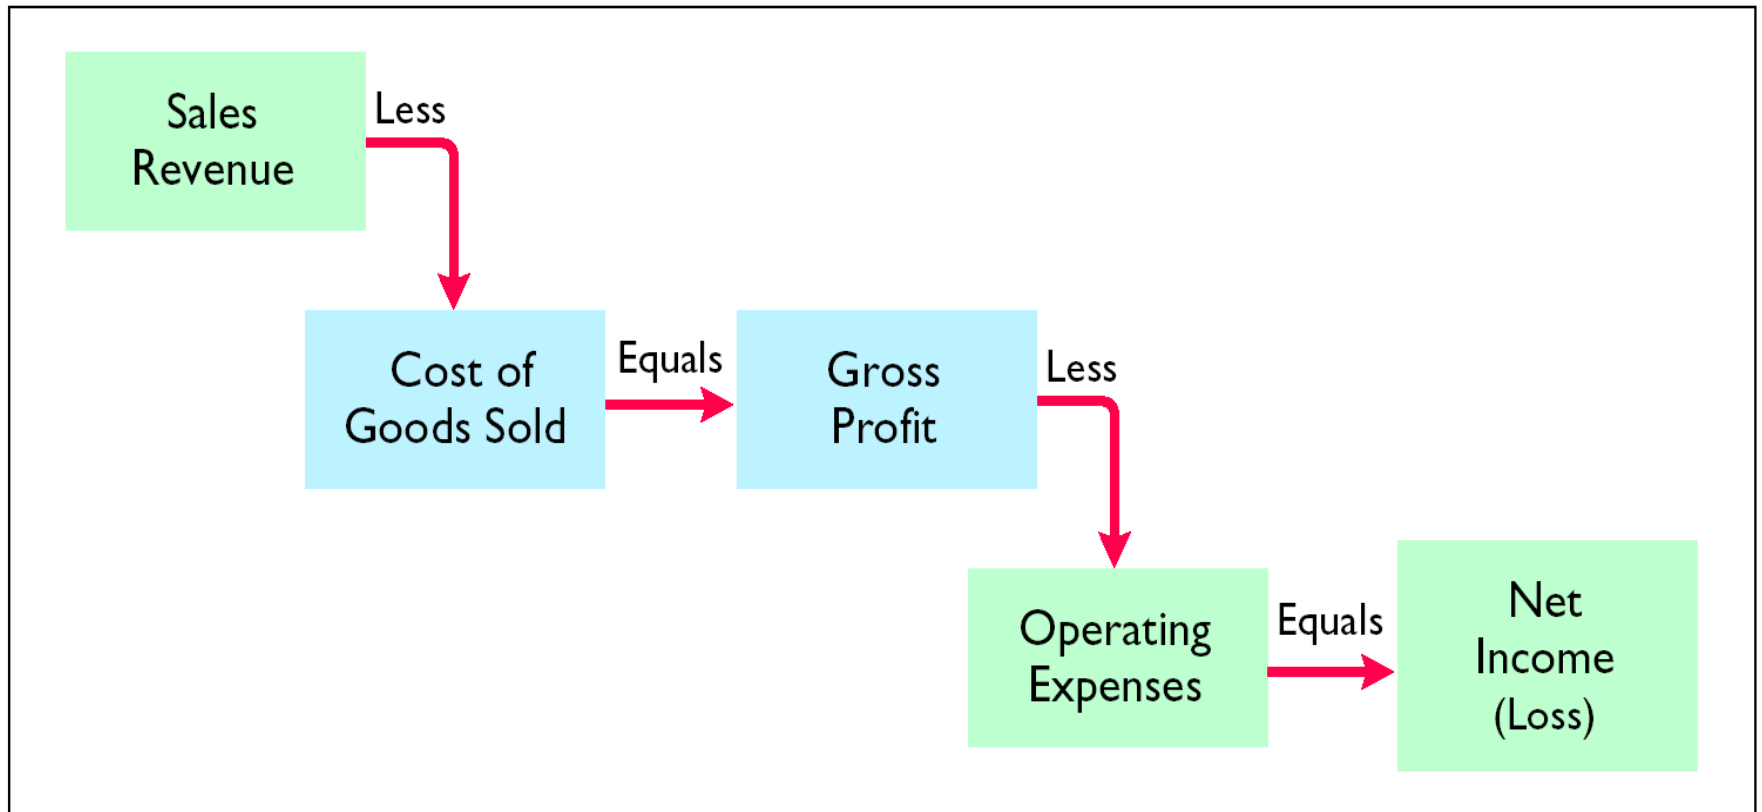 Sales
Revenue
Less
Cost of
Goods Sold
Equals
Gross
Profit
Less
Operating
Expenses
Equals
Net
Income
(Loss)